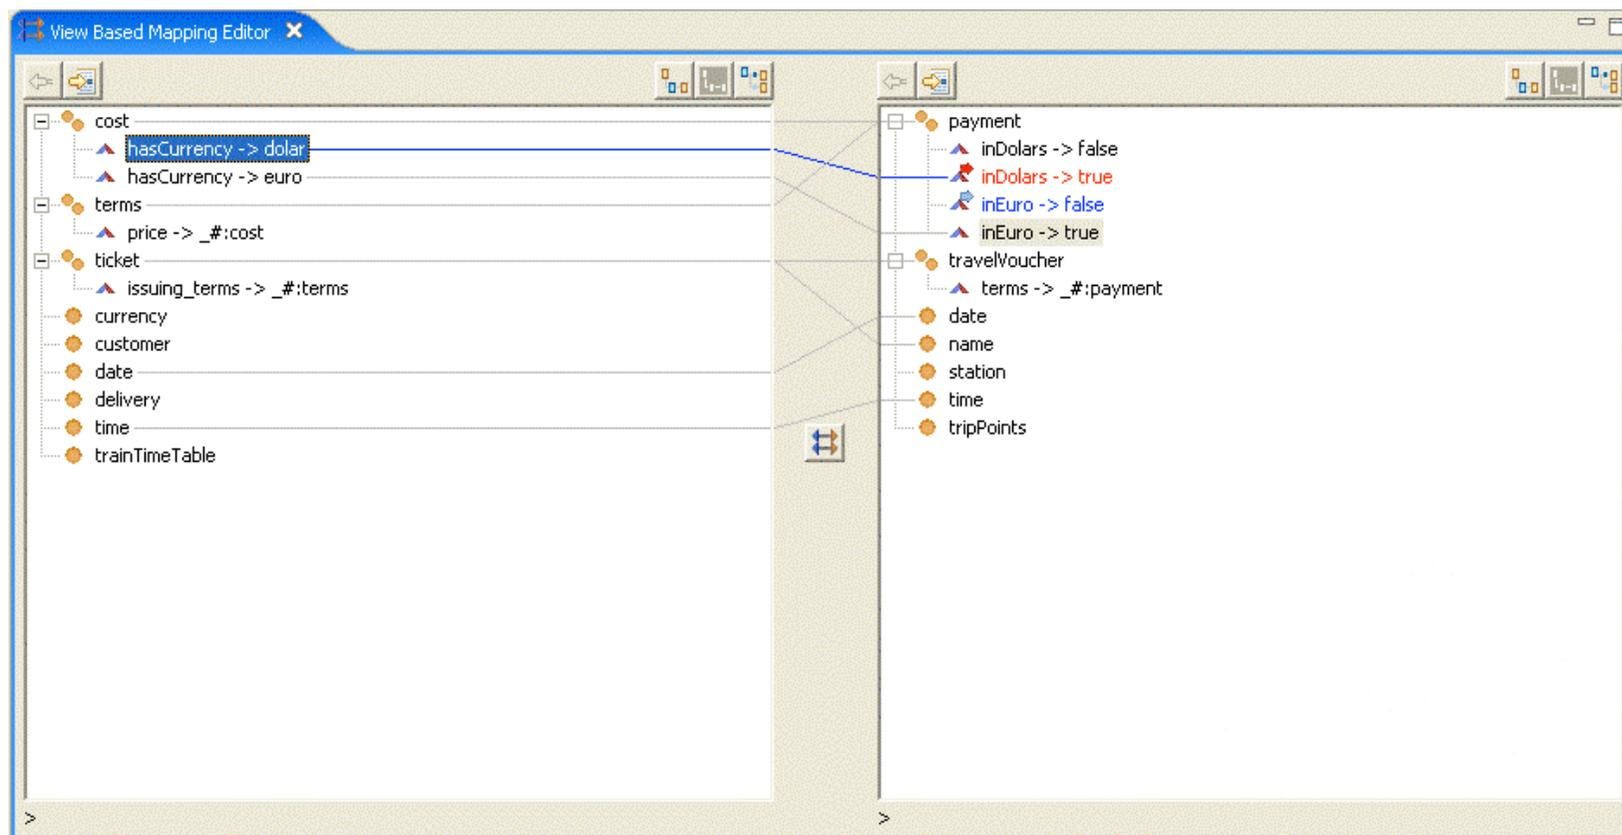 View Based Mapping Editor
cost
hasCurrency -> dolar
hasCurrency -> euro
terms
price -> _#:cost
ticket
issuing_terms -> _#:terms
currency
customer
date
delivery
time
trainTimeTable
>
payment
inDolars -> false
inDolars -> true
inEuro -> false
inEuro -> true
travelVoucher
terms -> _#:payment
date
name
station
time
tripPoints
>